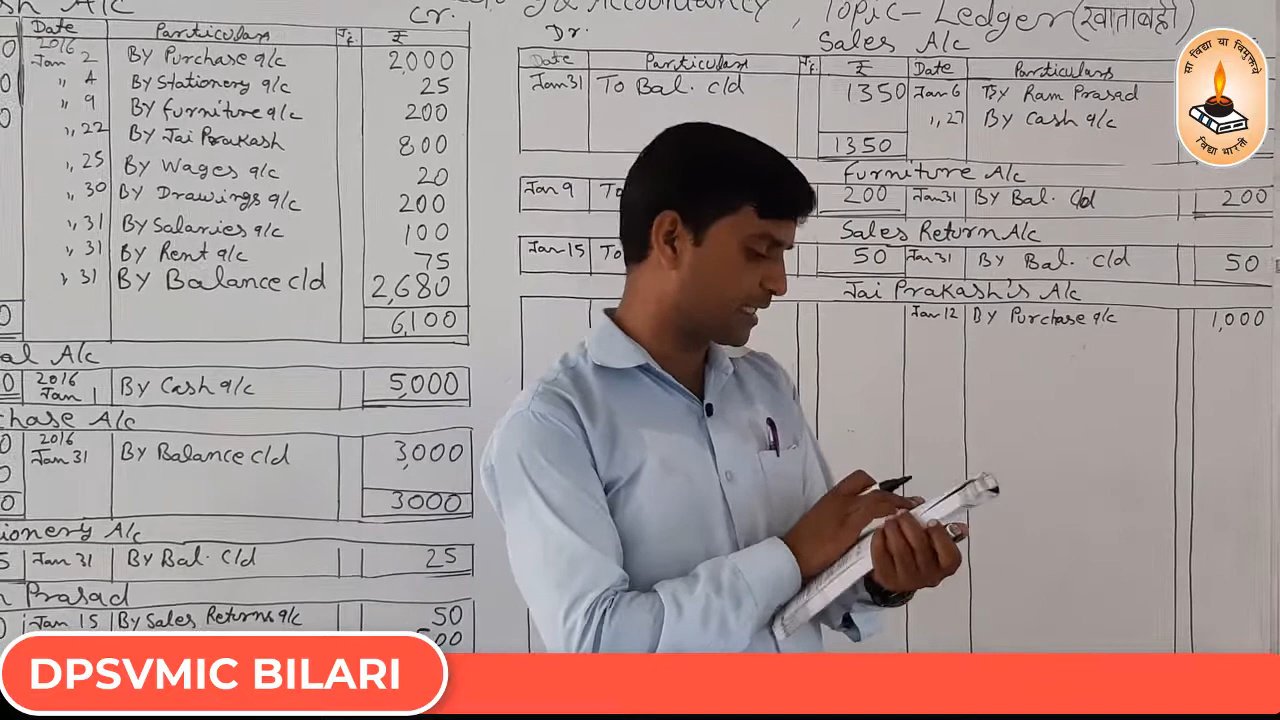 & Accountancy, Topic- Ledger (खाताबही)
A/c Cr.
Date Particulars J.F. ₹
2016
Jan 2 By Purchase a/c 2,000
,, 4 By Stationery a/c 25
,, 9 By Furniture a/c 200
,, 22 By Jai Prakash 800
,, 25 By Wages a/c 20
,, 30 By Drawings a/c 200
,, 31 By Salaries a/c 100
,, 31 By Rent a/c 75
,, 31 By Balance c/d 2,680
6,100
al A/c
2016
Jan 1 By Cash a/c 5,000
chase A/c
2016
Jan 31 By Balance c/d 3,000
3000
ionery A/c
5 Jan 31 By Bal. c/d 25
Prasad
Jan 15 By Sales Returns a/c 50
500
Dr. Sales A/c
Date Particulars J.F. ₹ Date Particulars
Jan 31 To Bal. c/d 1350 Jan 6 By Ram Prasad
,, 27 By Cash a/c
1350
Furniture A/c
Jan 9 To 200 Jan 31 By Bal. c/d 200
Sales Return A/c
Jan-15 To 50 Jan 31 By Bal. c/d 50
Jai Prakash's A/c
Jan-12 By Purchase a/c 1,000
सा विद्या या विमुक्तये
विद्या भारती
DPSVMIC BILARI